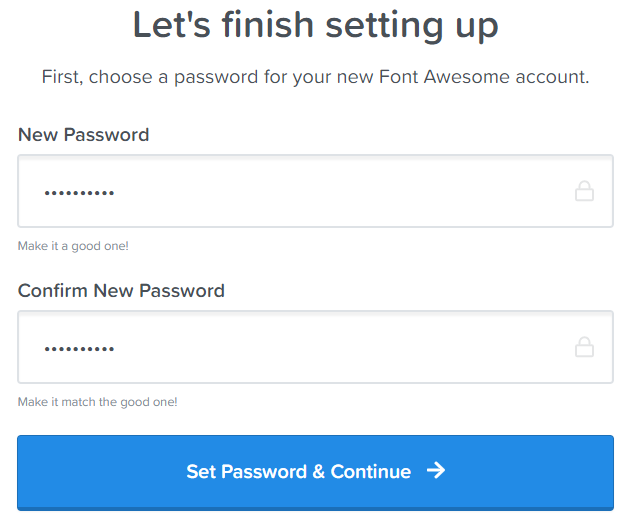 Let's finish setting up
First, choose a password for your new Font Awesome account.
New Password
••••••••••
Make it a good one!
Confirm New Password
••••••••••
Make it match the good one!
Set Password & Continue →